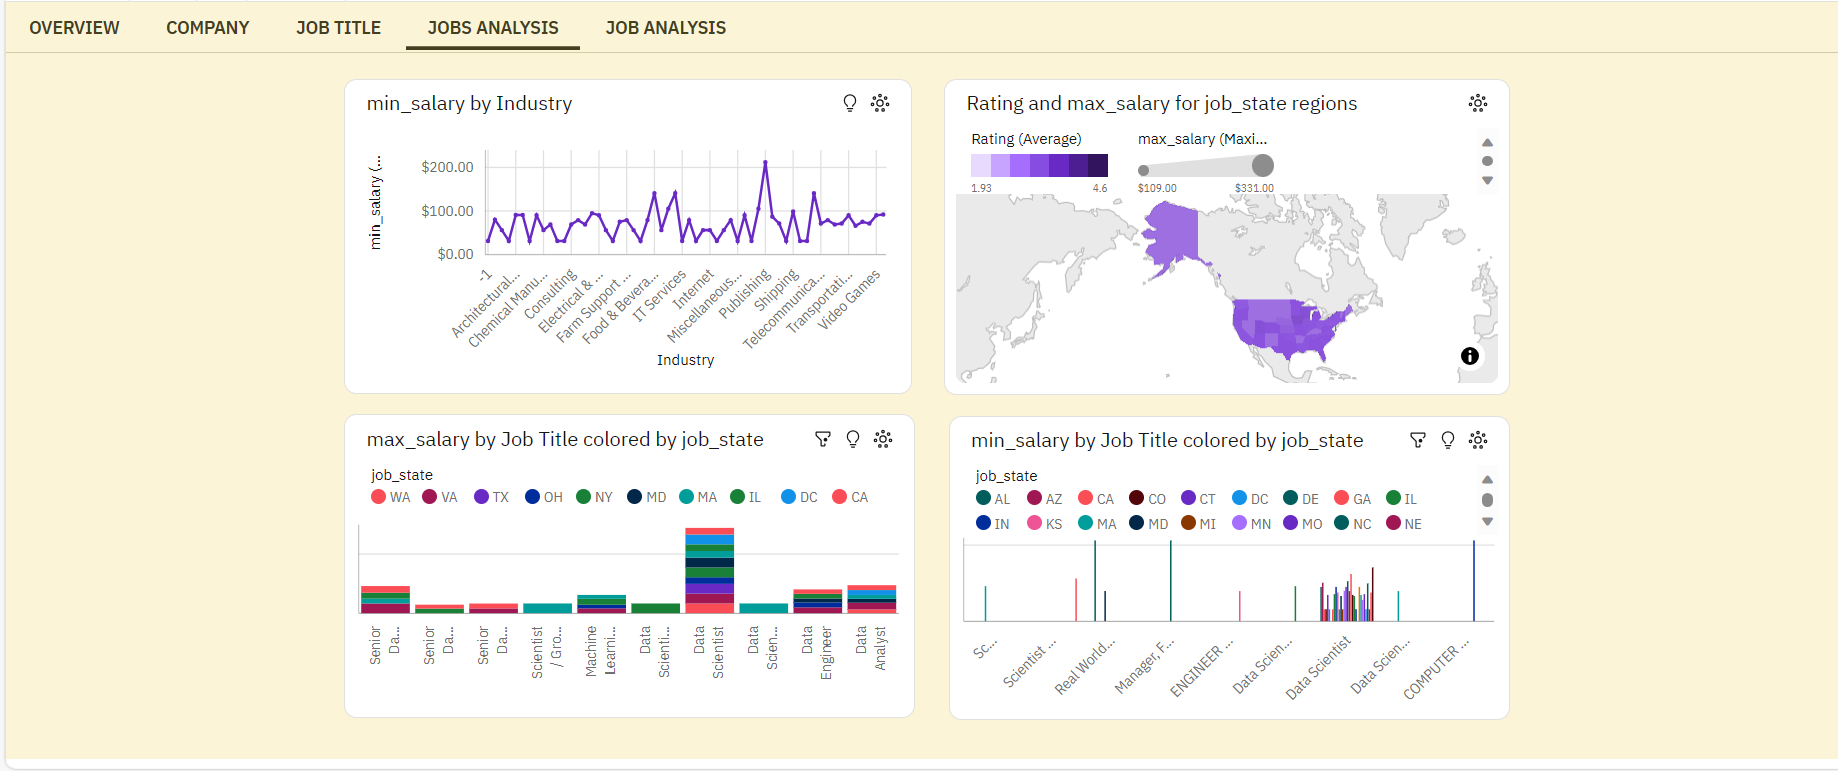 OVERVIEW COMPANY JOB TITLE JOBS ANALYSIS JOB ANALYSIS
min_salary by Industry
min_salary (...
$200.00
$100.00
$0.00
-1
Architectural...
Chemical Manu...
Consulting
Electrical & ...
Farm Support ...
Food & Bevera...
IT Services
Internet
Miscellaneous...
Publishing
Shipping
Telecommunica...
Transportati...
Video Games
Industry
Rating and max_salary for job_state regions
Rating (Average) max_salary (Maxi...
1.93 4.6 $109.00 $331.00
max_salary by Job Title colored by job_state
job_state
WA VA TX OH NY MD MA IL DC CA
Senior
Da...
Senior
Da...
Senior
Da...
Scientist
/ Gro...
Machine
Learni...
Data
Scienti...
Data
Scientist
Data
Scien...
Data
Engineer
Data
Analyst
min_salary by Job Title colored by job_state
job_state
AL AZ CA CO CT DC DE GA IL
IN KS MA MD MI MN MO NC NE
Sc...
Scientist ...
Real World...
Manager, F...
ENGINEER ...
Data Scien...
Data Scientist
Data Scien...
COMPUTER ...